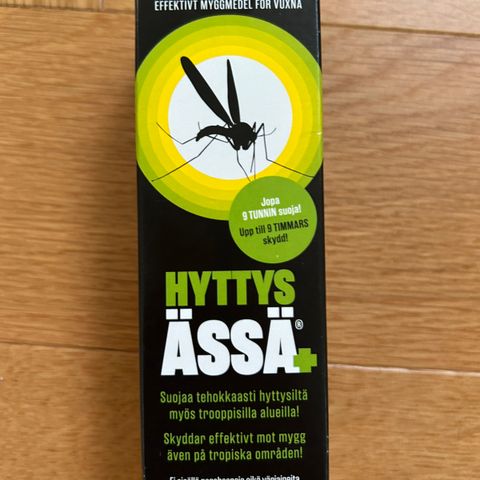 EFFEKTIVT MYGGMEDEL FÖR VUXNA
Jopa
9 TUNNIN suoja!
Upp till 9 TIMMARS
skydd!
HYTTYS
ÄSSÄ®+
Suojaa tehokkaasti hyttysiltä
myös trooppisilla alueilla!
Skyddar effektivt mot mygg
även på tropiska områden!